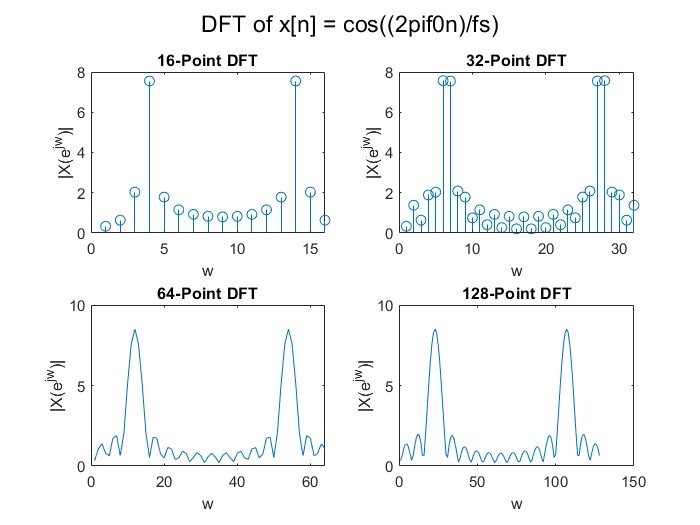 DFT of x[n] = cos((2pif0n)/fs)
16-Point DFT
8
6
4
2
0
|X(e^jw)|
0 5 10 15
w
32-Point DFT
8
6
4
2
0
|X(e^jw)|
0 10 20 30
w
64-Point DFT
10
5
0
|X(e^jw)|
0 20 40 60
w
128-Point DFT
10
5
0
|X(e^jw)|
0 50 100 150
w